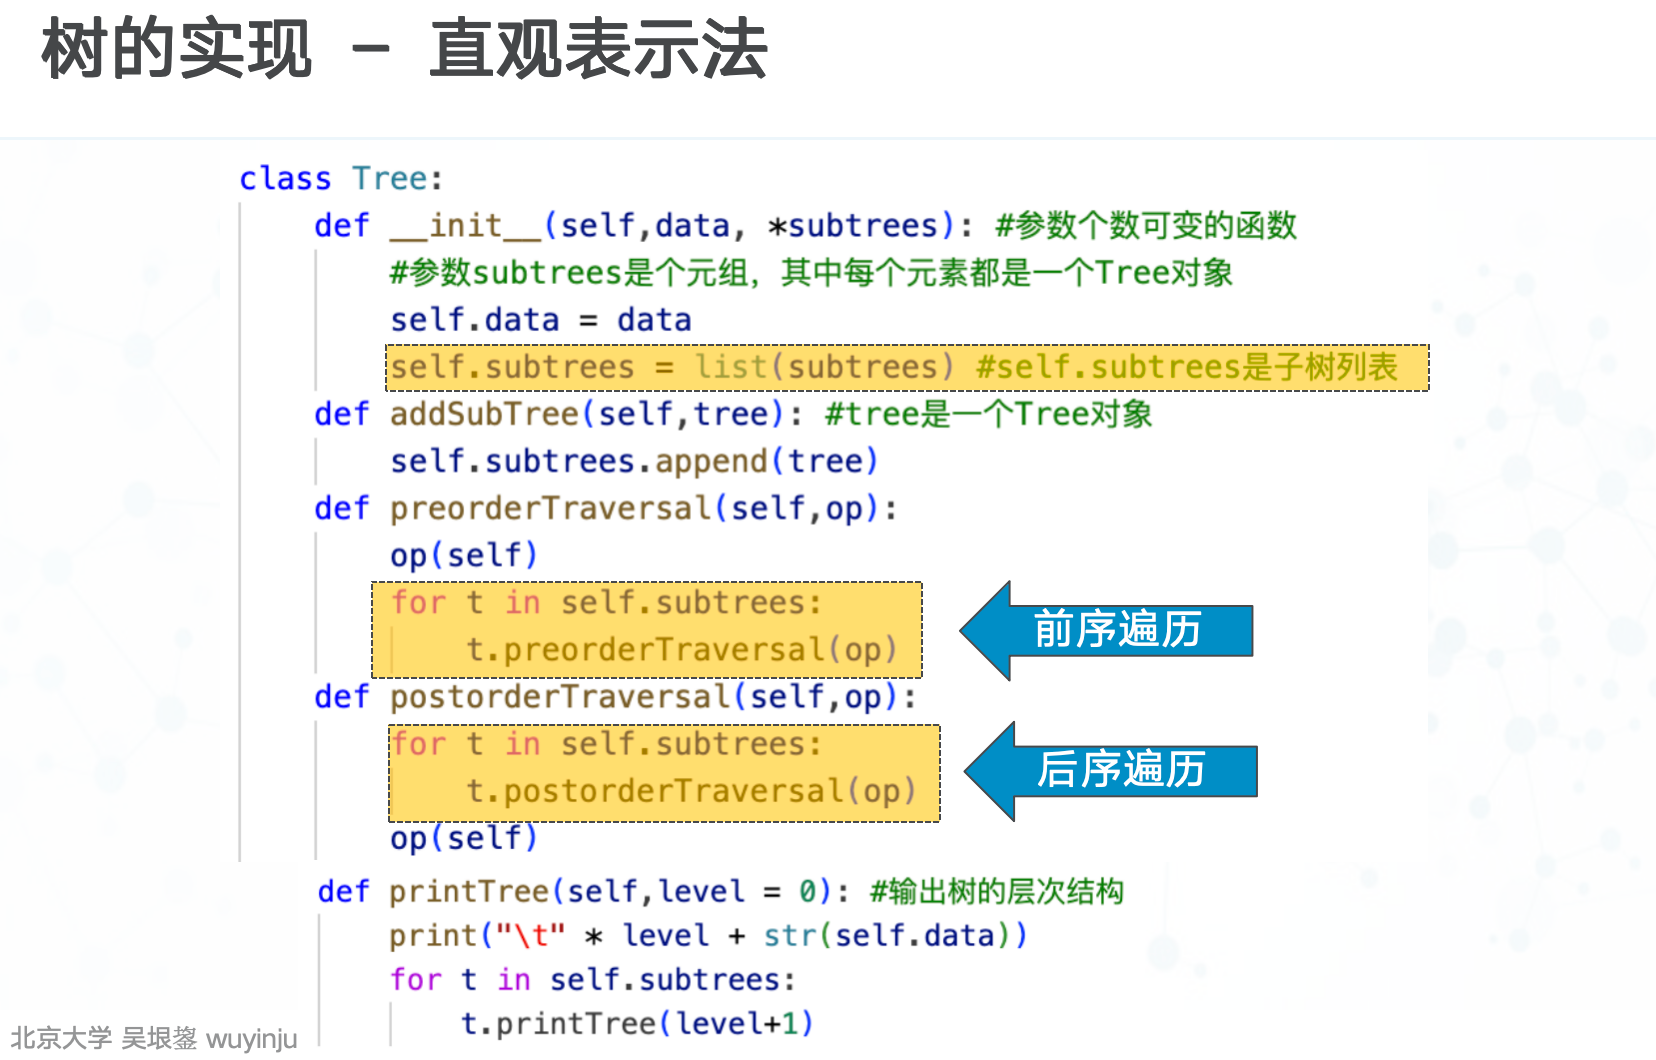 树的实现 - 直观表示法
class Tree:
def __init__(self,data, *subtrees): #参数个数可变的函数
#参数subtrees是个元组，其中每个元素都是一个Tree对象
self.data = data
self.subtrees = list(subtrees) #self.subtrees是子树列表
def addSubTree(self,tree): #tree是一个Tree对象
self.subtrees.append(tree)
def preorderTraversal(self,op):
op(self)
for t in self.subtrees:
t.preorderTraversal(op)
前序遍历
def postorderTraversal(self,op):
for t in self.subtrees:
t.postorderTraversal(op)
后序遍历
op(self)
def printTree(self,level = 0): #输出树的层次结构
print("\t" * level + str(self.data))
for t in self.subtrees:
t.printTree(level+1)
北京大学 吴垠鋆 wuyinju